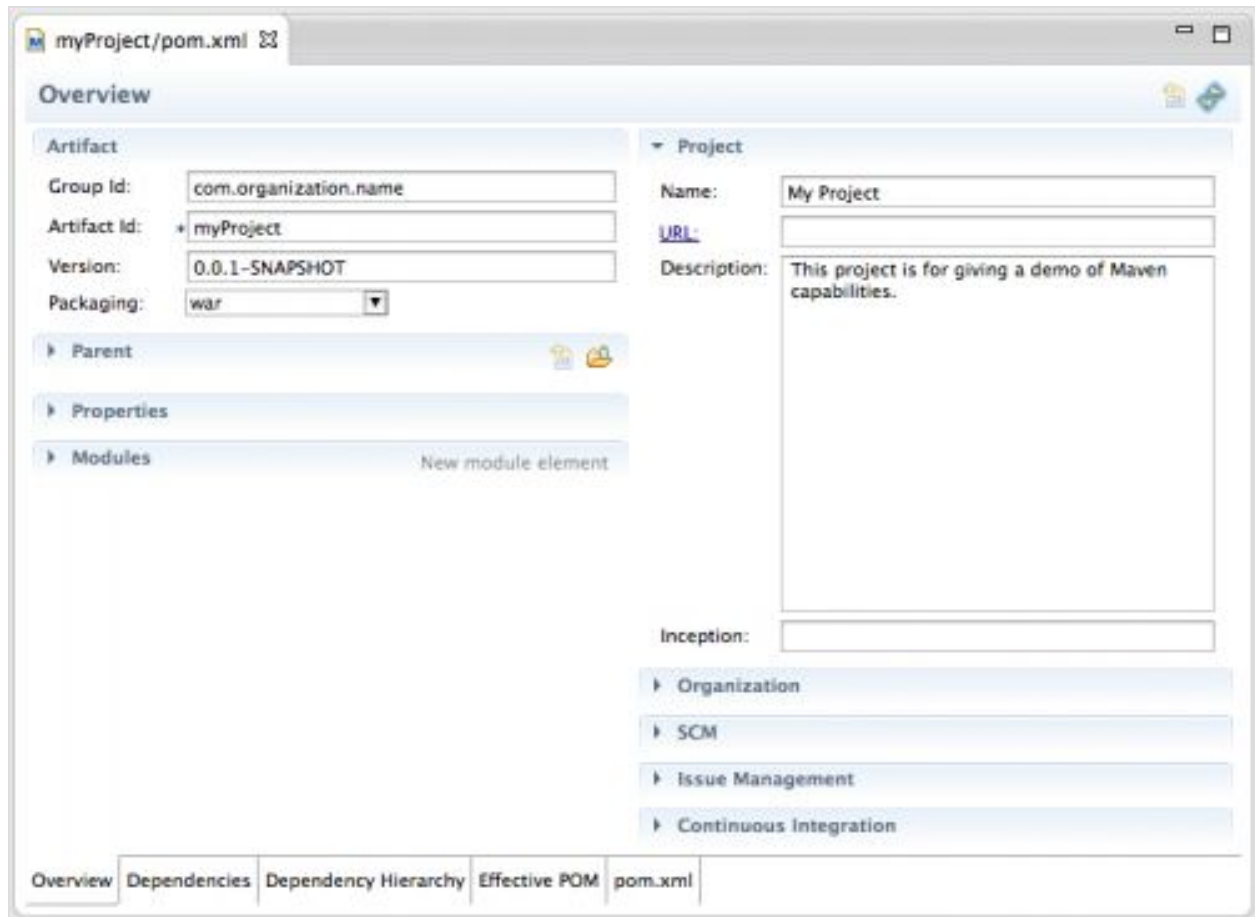 myProject/pom.xml
Overview
Artifact
Group Id: com.organization.name
Artifact Id: * myProject
Version: 0.0.1-SNAPSHOT
Packaging: war
Parent
Properties
Modules New module element
Project
Name: My Project
URL:
Description: This project is for giving a demo of Maven
capabilities.
Inception:
Organization
SCM
Issue Management
Continuous Integration
Overview Dependencies Dependency Hierarchy Effective POM pom.xml